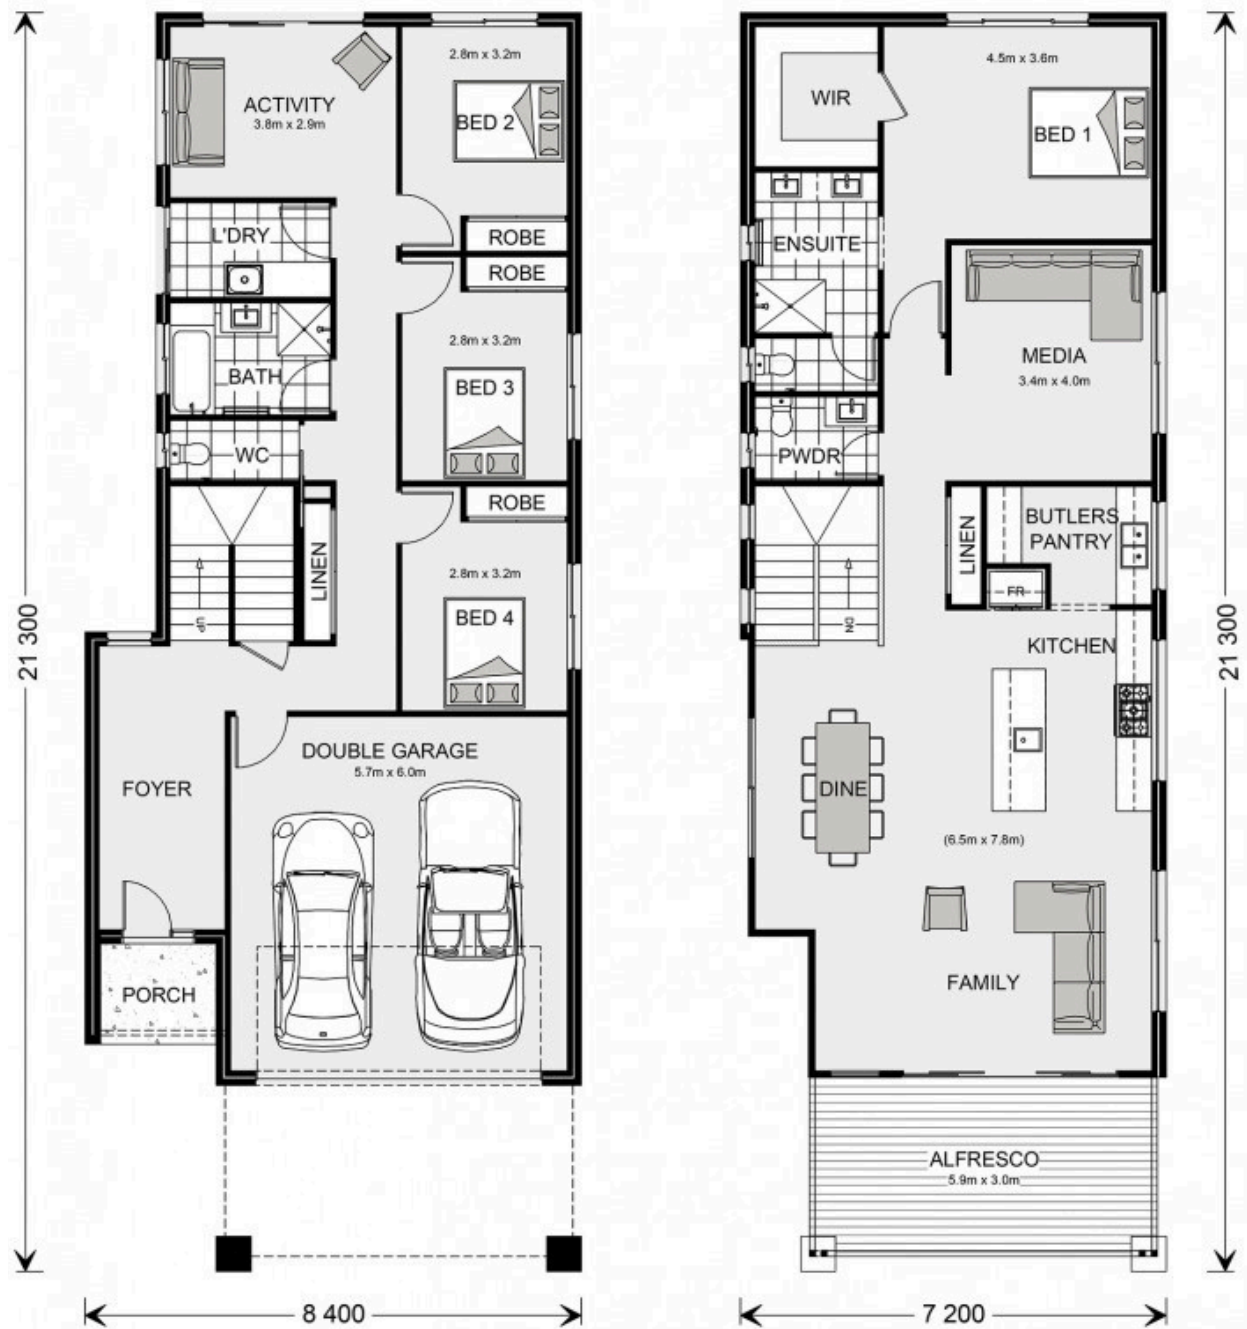 ACTIVITY
3.8m x 2.9m
2.8m x 3.2m
BED 2
L'DRY
ROBE
ROBE
2.8m x 3.2m
BATH
BED 3
WC
ROBE
LINEN
2.8m x 3.2m
UP
BED 4
DOUBLE GARAGE
5.7m x 6.0m
FOYER
PORCH
21 300
8 400
4.5m x 3.6m
WIR
BED 1
ENSUITE
MEDIA
3.4m x 4.0m
PWDR
BUTLERS
PANTRY
LINEN
FR
DN
KITCHEN
DINE
(6.5m x 7.8m)
FAMILY
ALFRESCO
5.9m x 3.0m
21 300
7 200